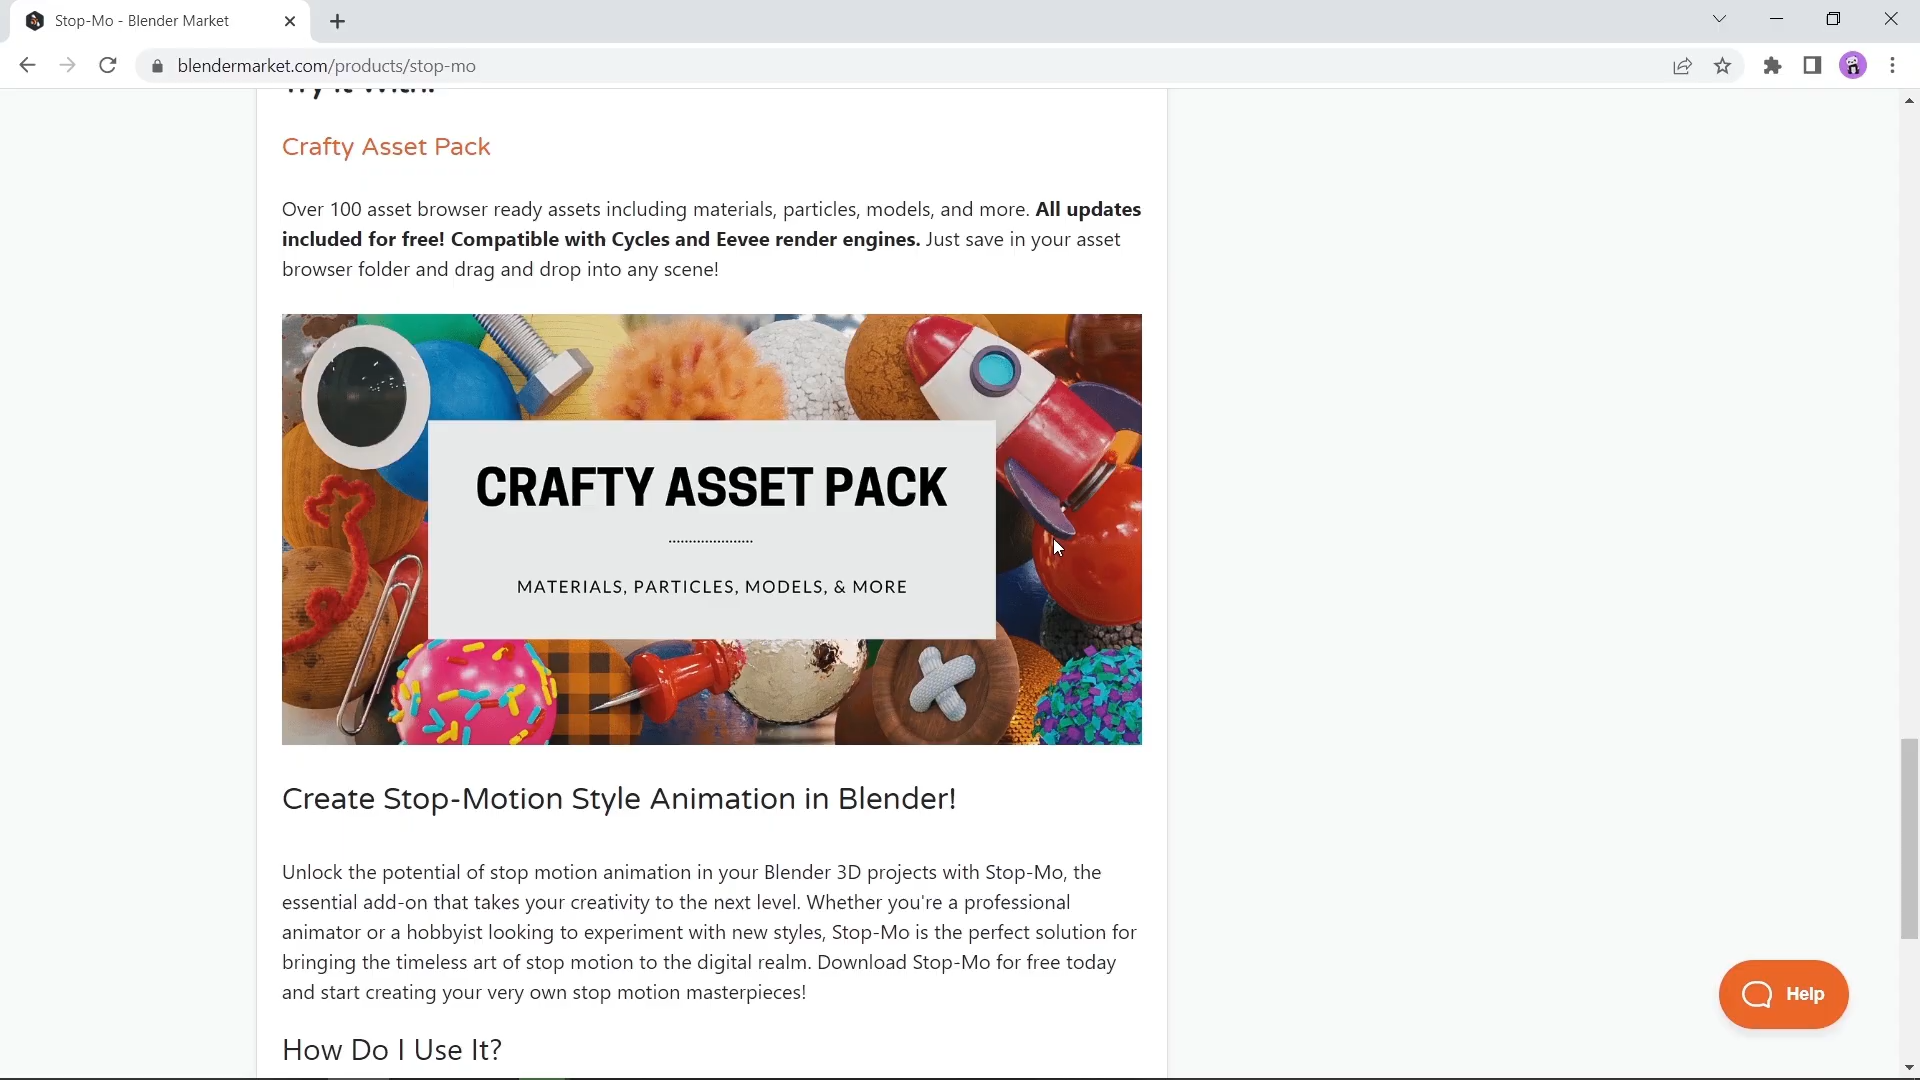 Stop-Mo - Blender Market
blendermarket.com/products/stop-mo
Try It With:
Crafty Asset Pack
Over 100 asset browser ready assets including materials, particles, models, and more. All updates
included for free! Compatible with Cycles and Eevee render engines. Just save in your asset
browser folder and drag and drop into any scene!
CRAFTY ASSET PACK
MATERIALS, PARTICLES, MODELS, & MORE
Create Stop-Motion Style Animation in Blender!
Unlock the potential of stop motion animation in your Blender 3D projects with Stop-Mo, the
essential add-on that takes your creativity to the next level. Whether you're a professional
animator or a hobbyist looking to experiment with new styles, Stop-Mo is the perfect solution for
bringing the timeless art of stop motion to the digital realm. Download Stop-Mo for free today
and start creating your very own stop motion masterpieces!
Help
How Do I Use It?